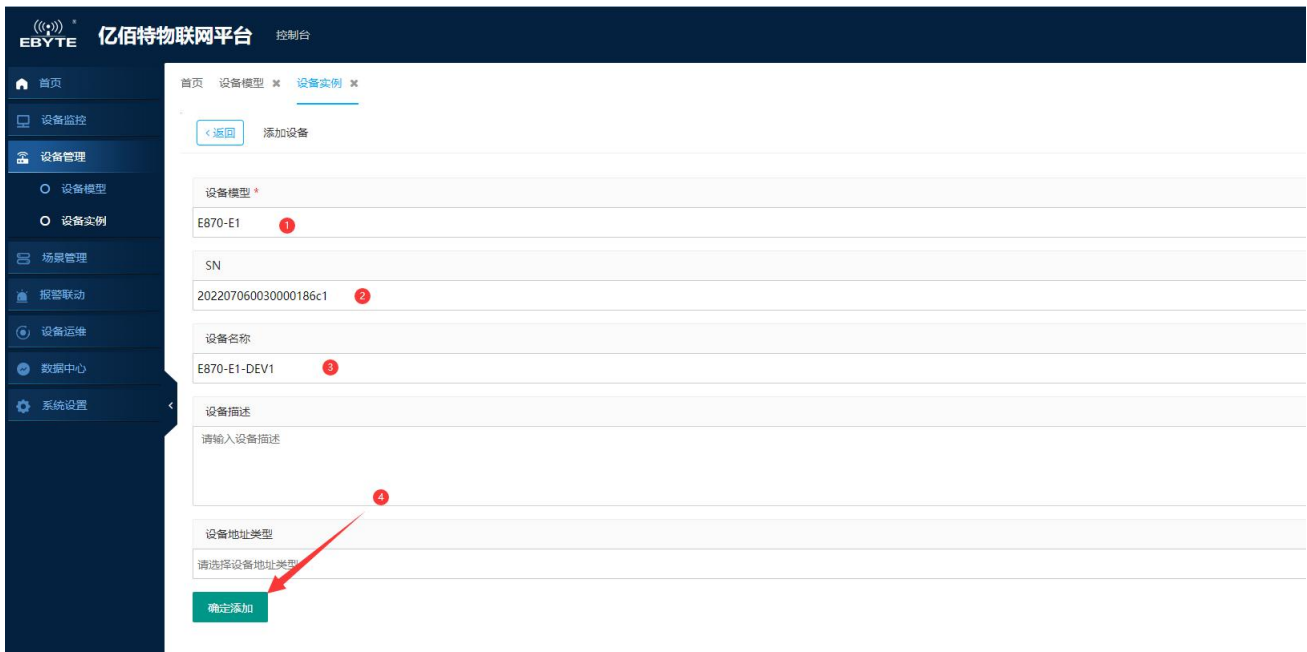 EBYTE ® 亿佰特物联网平台 控制台
首页
设备监控
设备管理
设备模型
设备实例
场景管理
报警联动
设备运维
数据中心
系统设置
首页 设备模型 ✖ 设备实例 ✖
<返回 添加设备
设备模型 *
E870-E1 1
SN
202207060030000186c1 2
设备名称
E870-E1-DEV1 3
设备描述
请输入设备描述
4
设备地址类型
请选择设备地址类型
确定添加